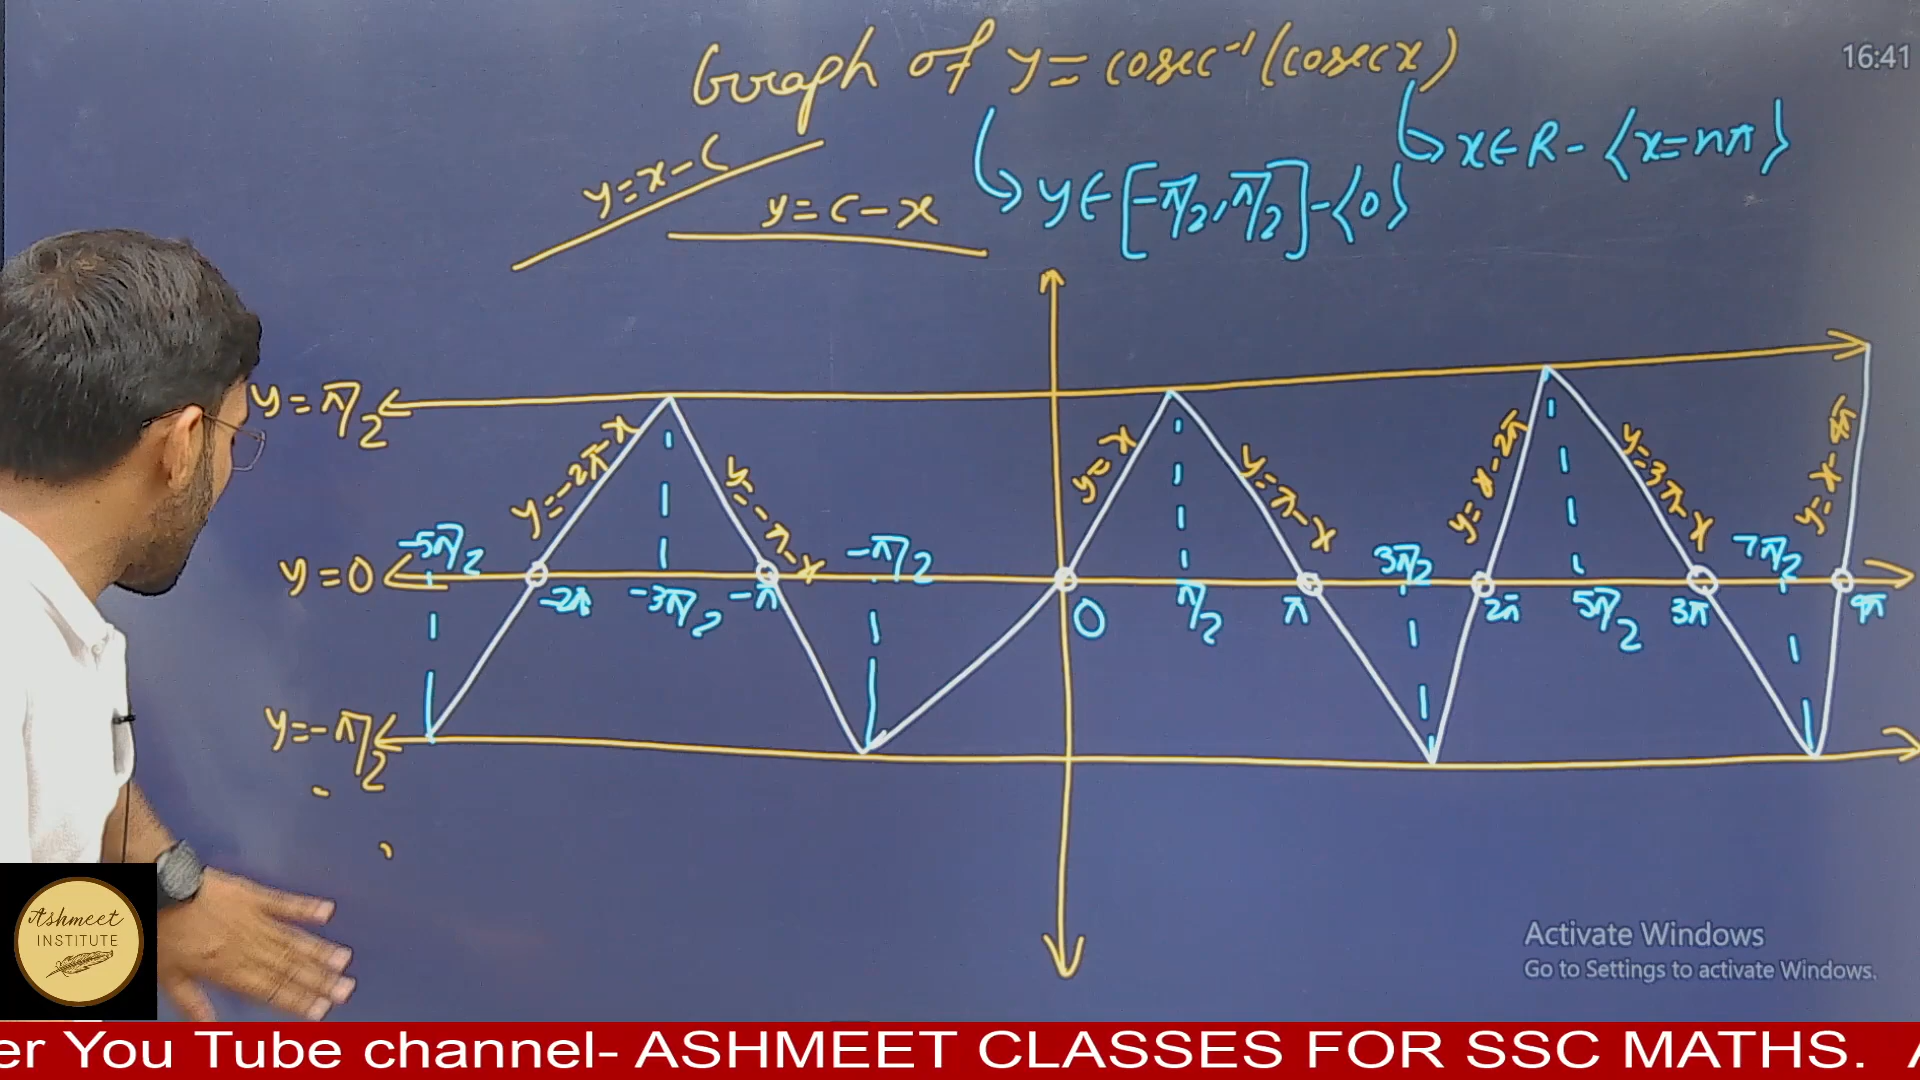 16:41
Graph of y = cosec⁻¹(cosec x)
x ∈ R - {x = nπ}
y = x - C
y = C - x
y ∈ [-π/2, π/2] - {0}
y = π/2
y = -2π - x
y = -π - x
y = x
y = π - x
y = x - 2π
y = 3π - x
y = x - 4π
-5π/2
-π/2
3π/2
7π/2
y = 0
-2π
-3π/2
-π
0
π/2
π
2π
5π/2
3π
4π
y = -π/2
Ashmeet
INSTITUTE
Activate Windows
Go to Settings to activate Windows.
er You Tube channel- ASHMEET CLASSES FOR SSC MATHS. A